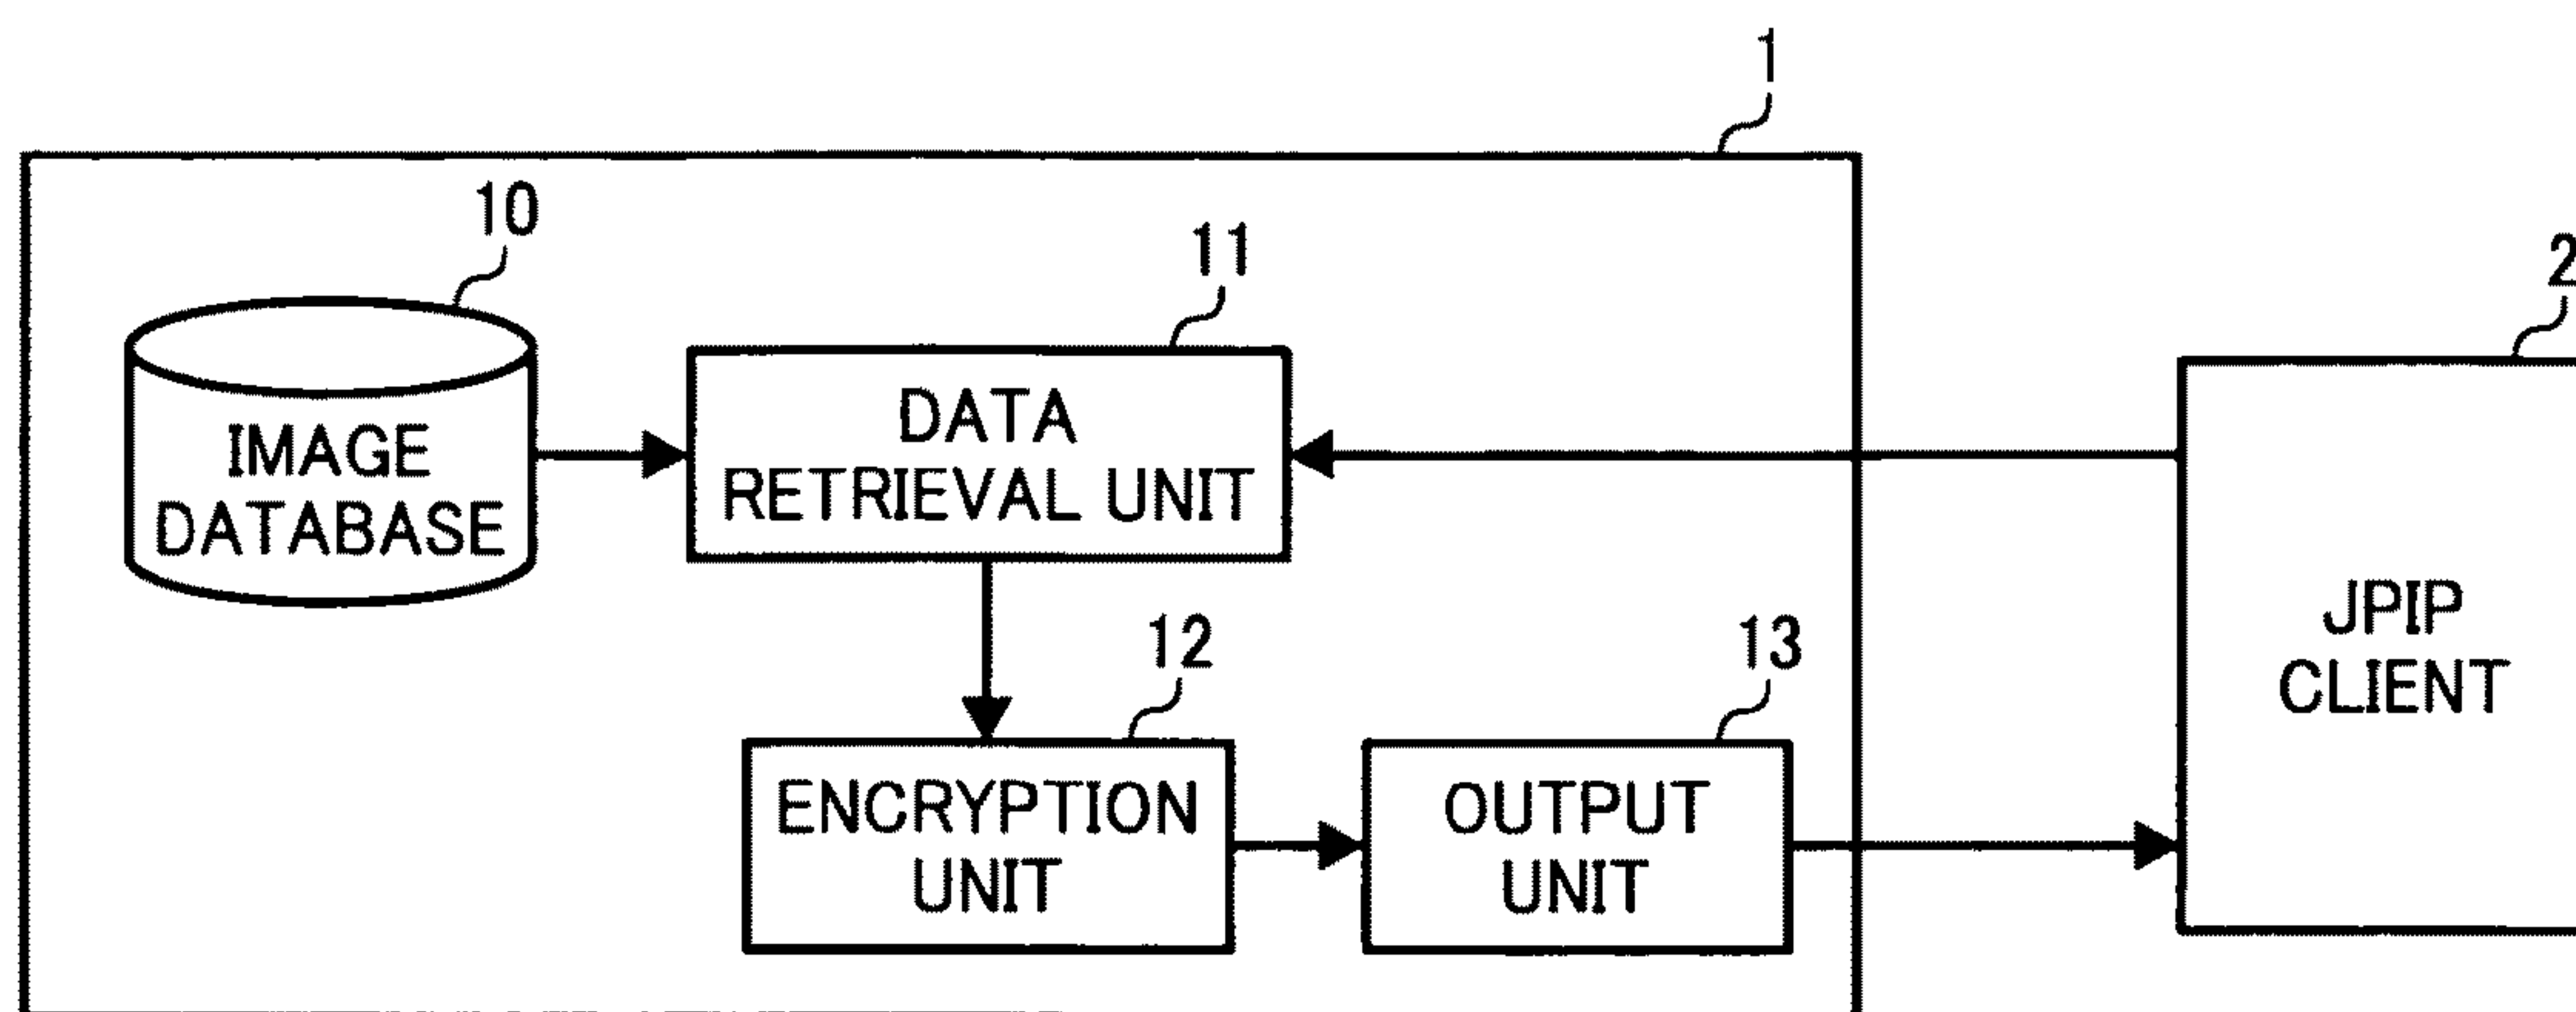 1
10
11
2
IMAGE
DATABASE
DATA
RETRIEVAL UNIT
12
13
JPIP
CLIENT
ENCRYPTION
UNIT
OUTPUT
UNIT